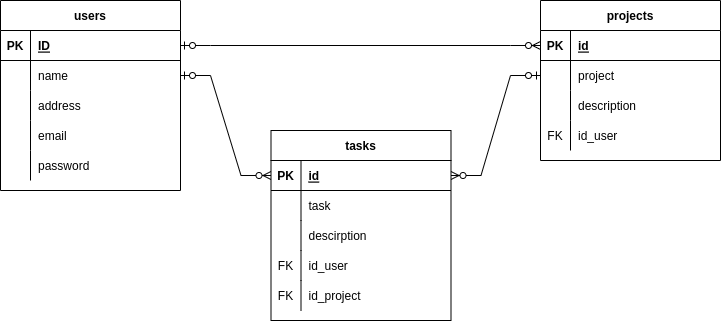 users
PK ID
name
address
email
password
projects
PK id
project
description
FK id_user
tasks
PK id
task
descirption
FK id_user
FK id_project